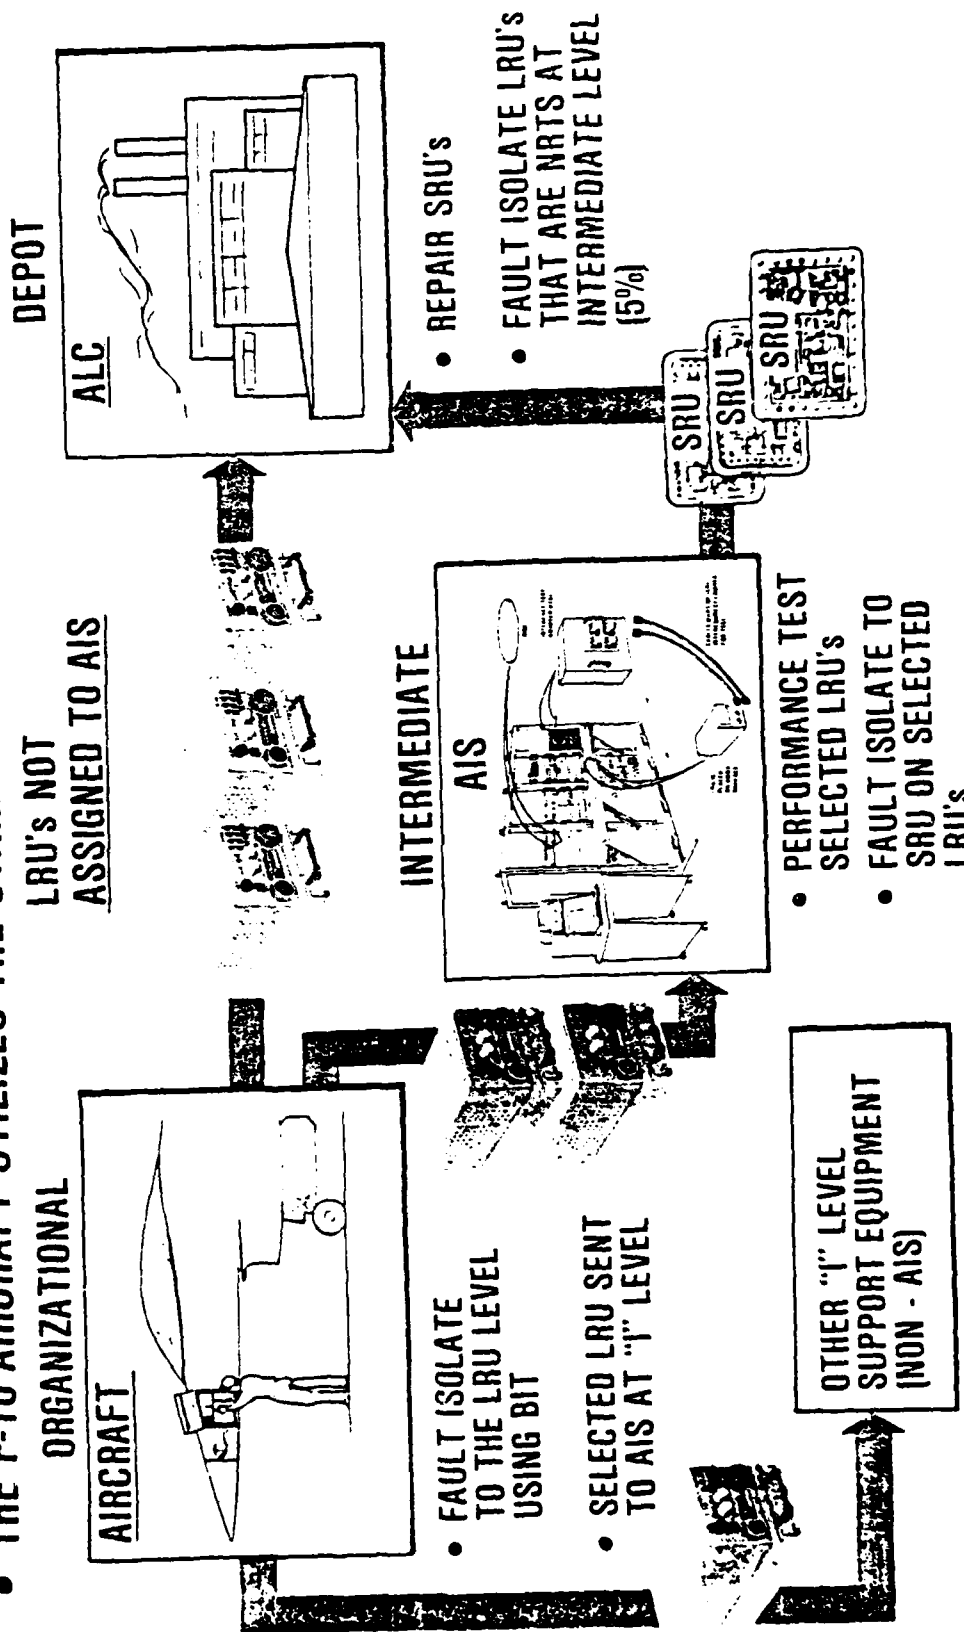 • THE F-16 AIRCRAFT UTILIZES THE
ORGANIZATIONAL
AIRCRAFT
• FAULT ISOLATE
TO THE LRU LEVEL
USING BIT
• SELECTED LRU SENT
TO AIS AT "I" LEVEL
LRU's NOT
ASSIGNED TO AIS
INTERMEDIATE
AIS
• PERFORMANCE TEST
SELECTED LRU's
• FAULT ISOLATE TO
SRU ON SELECTED
LRU's
OTHER "I" LEVEL
SUPPORT EQUIPMENT
(NON - AIS)
DEPOT
ALC
• REPAIR SRU's
• FAULT ISOLATE LRU's
THAT ARE NRTS AT
INTERMEDIATE LEVEL
(5%)
SRU
SRU
SRU